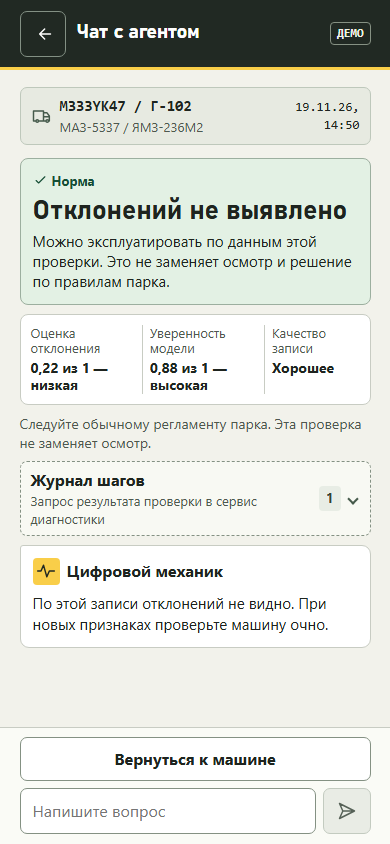 Чат с агентом
ДЕМО
М333УК47 / Г-102
МАЗ-5337 / ЯМЗ-236М2
19.11.26,
14:50
Норма
Отклонений не выявлено
Можно эксплуатировать по данным этой
проверки. Это не заменяет осмотр и решение
по правилам парка.
Оценка
отклонения
0,22 из 1 —
низкая
Уверенность
модели
0,88 из 1 —
высокая
Качество
записи
Хорошее
Следуйте обычному регламенту парка. Эта проверка
не заменяет осмотр.
Журнал шагов
Запрос результата проверки в сервис
диагностики
1
Цифровой механик
По этой записи отклонений не видно. При
новых признаках проверьте машину очно.
Вернуться к машине
Напишите вопрос